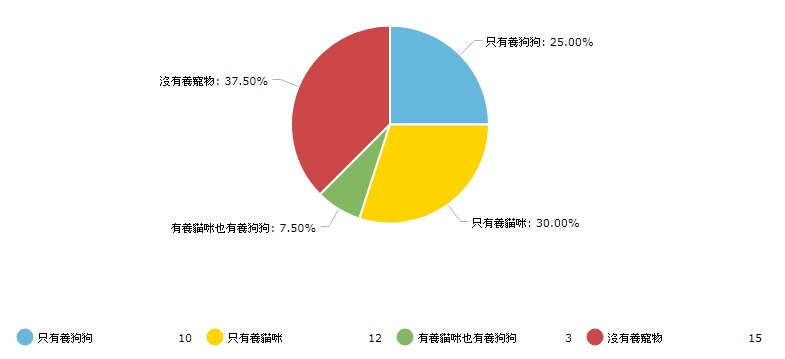 只有養狗狗: 25.00%
沒有養寵物: 37.50%
只有養貓咪: 30.00%
有養貓咪也有養狗狗: 7.50%
只有養狗狗 10 只有養貓咪 12 有養貓咪也有養狗狗 3 沒有養寵物 15